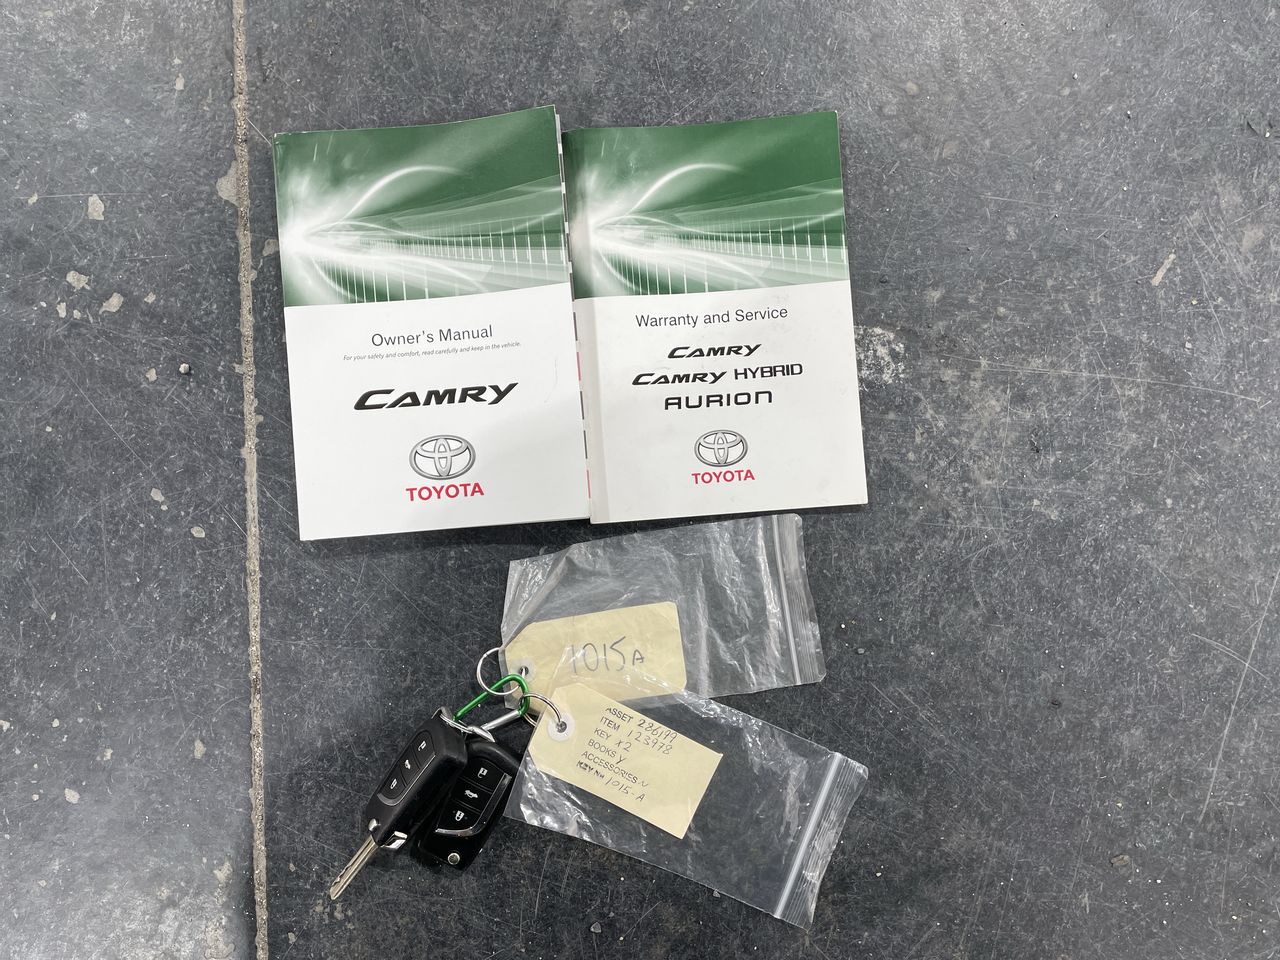 Owner's Manual
For your safety and comfort, read carefully and keep in the vehicle.
CAMRY
TOYOTA
Warranty and Service
CAMRY
CAMRY HYBRID
AURION
TOYOTA
1015A
ASSET 286199
ITEM 123978
KEY x2
BOOKS Y
ACCESSORIES N
KEY No 1015-A